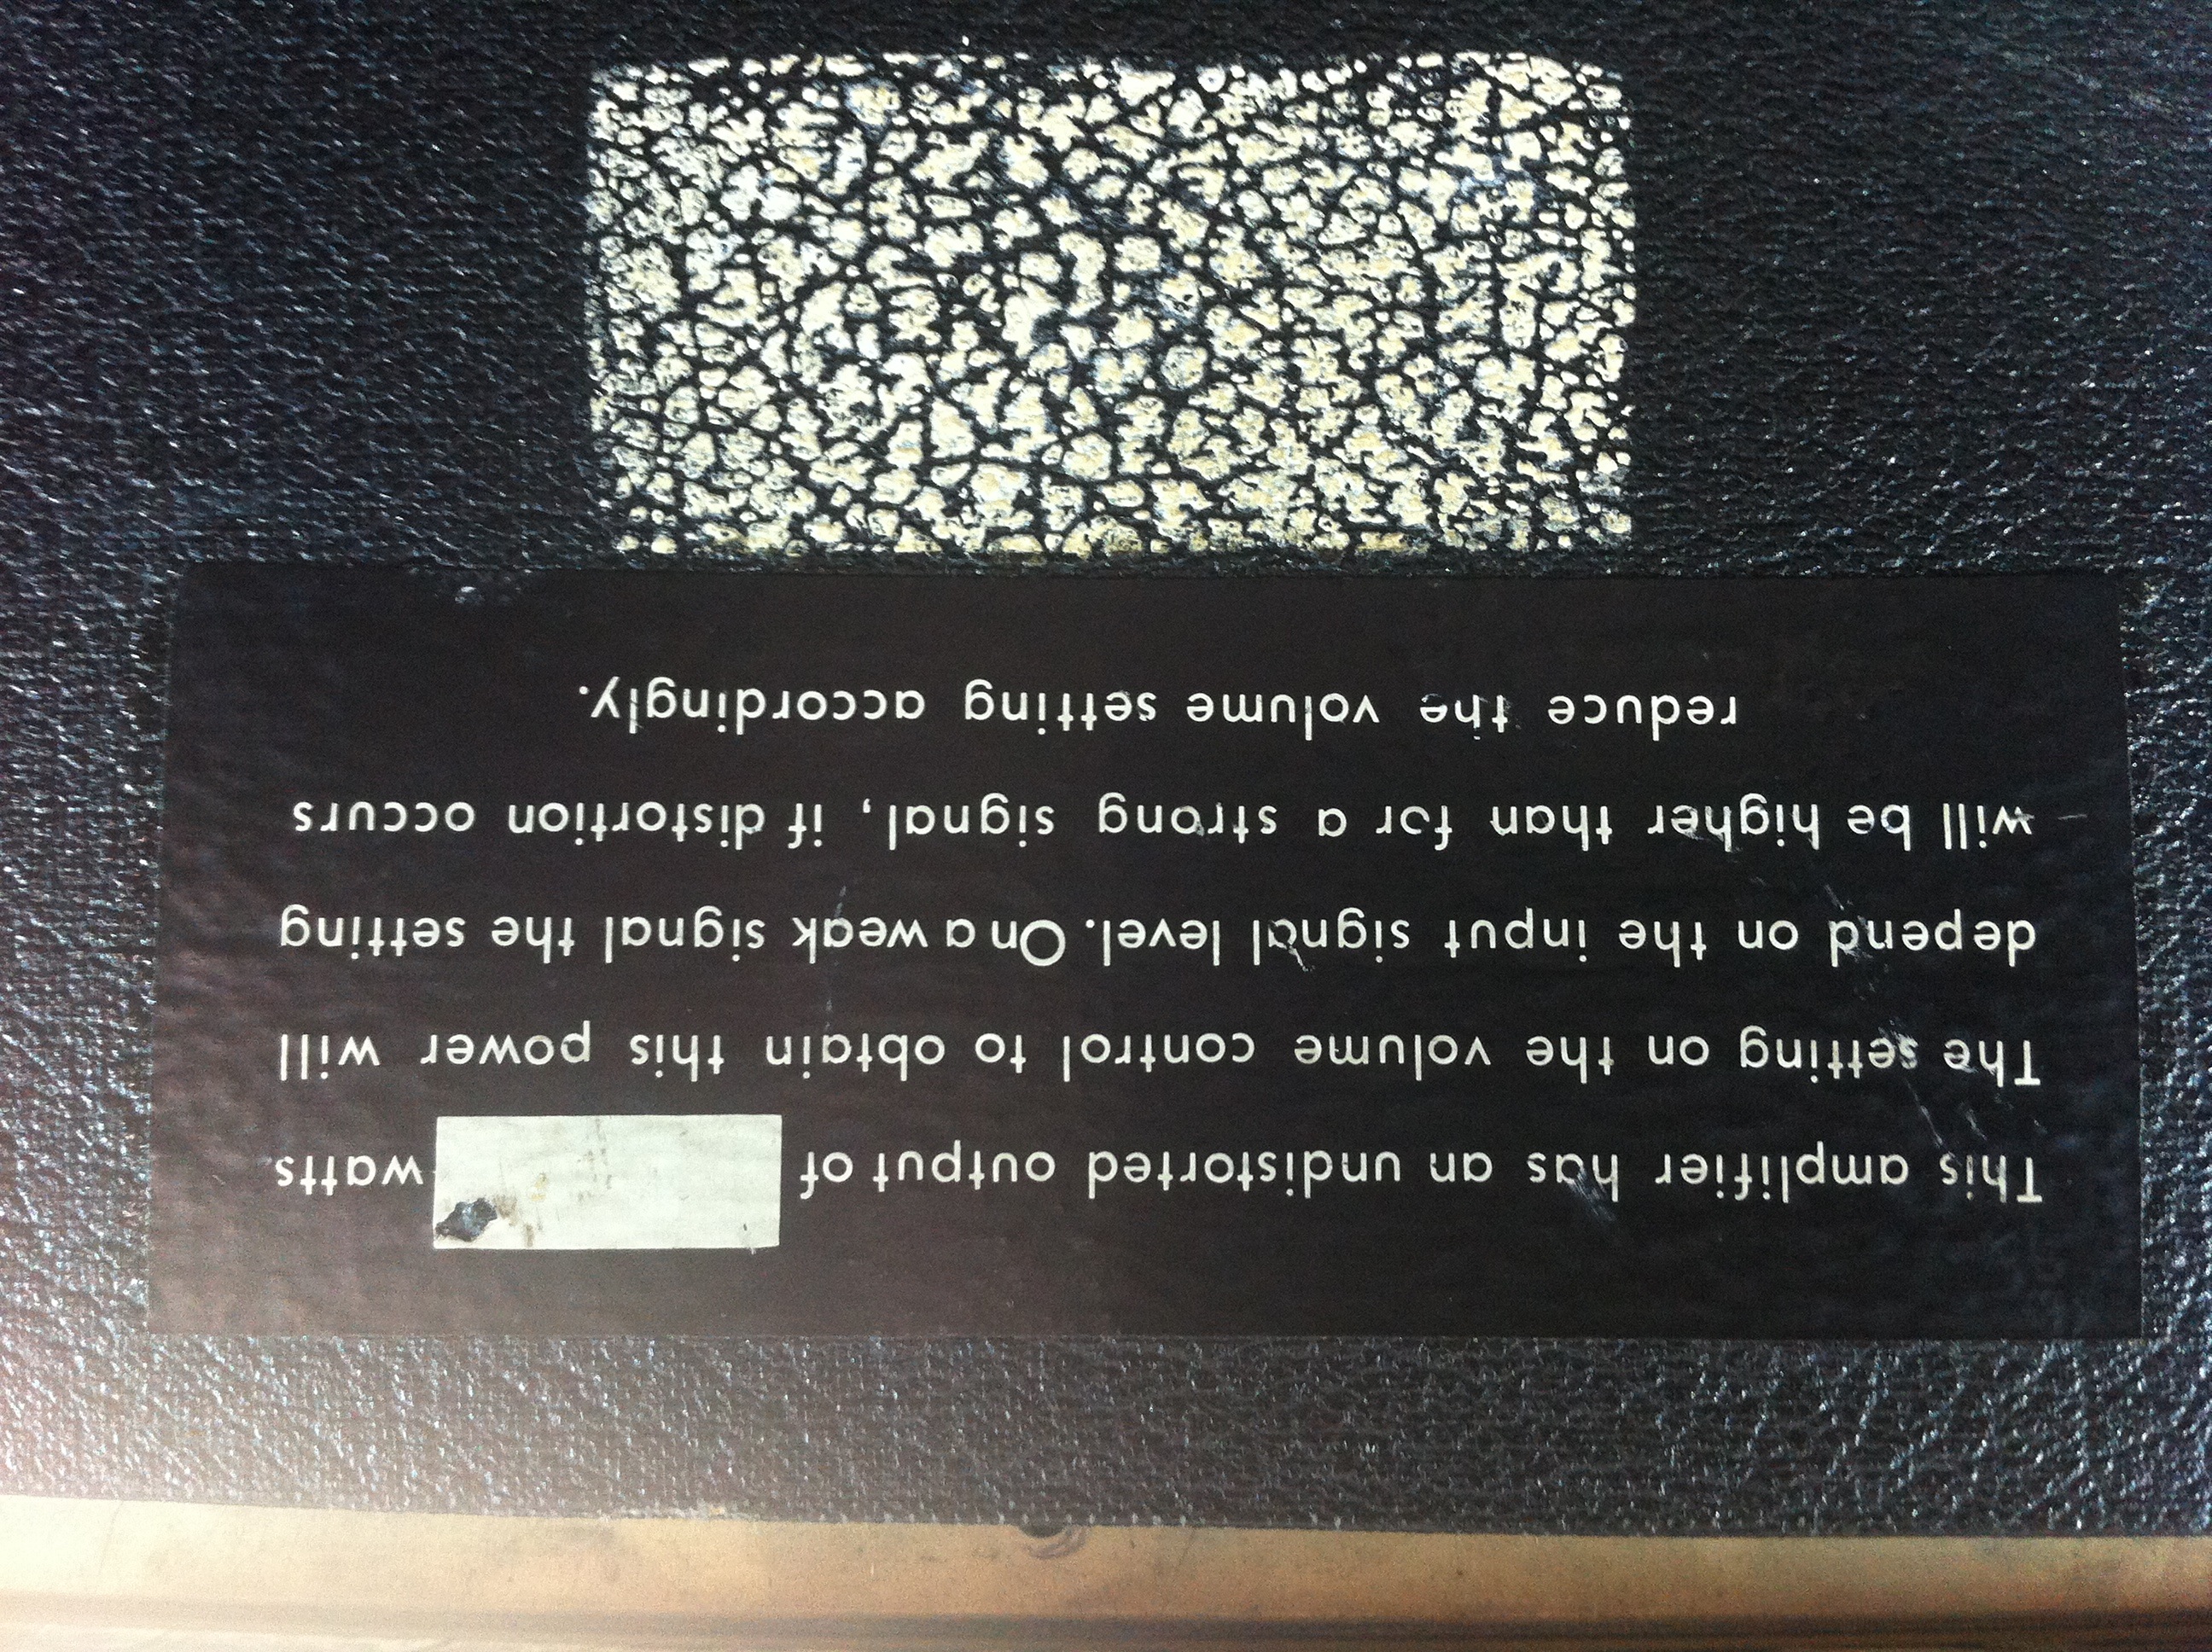 This amplifier has an undistorted output of watts
The setting on the volume control to obtain this power will
depend on the input signal level. On a weak signal the setting
will be higher than for a strong signal, if distortion occurs
reduce the volume setting accordingly.